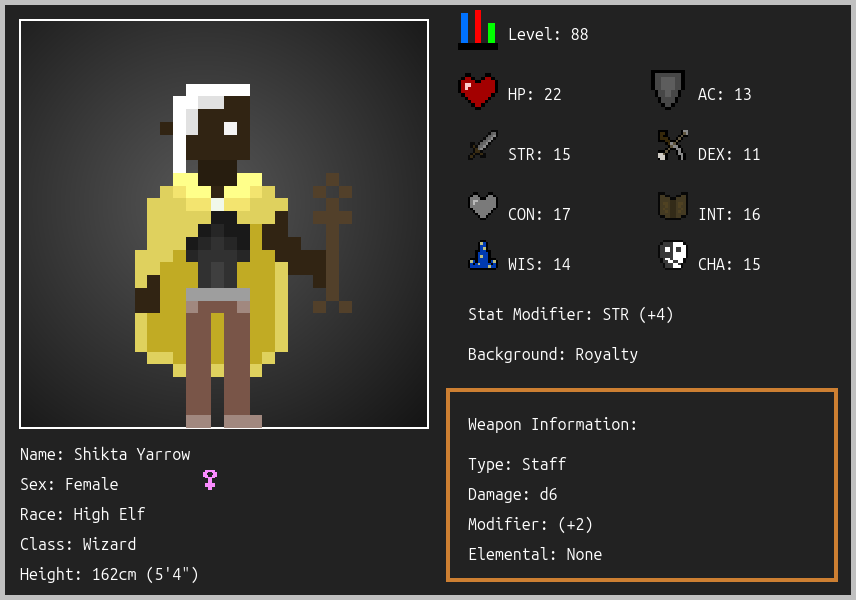 Level: 88
HP: 22
AC: 13
STR: 15
DEX: 11
CON: 17
INT: 16
WIS: 14
CHA: 15
Stat Modifier: STR (+4)
Background: Royalty
Weapon Information:
Type: Staff
Damage: d6
Modifier: (+2)
Elemental: None
Name: Shikta Yarrow
Sex: Female
Race: High Elf
Class: Wizard
Height: 162cm (5'4")